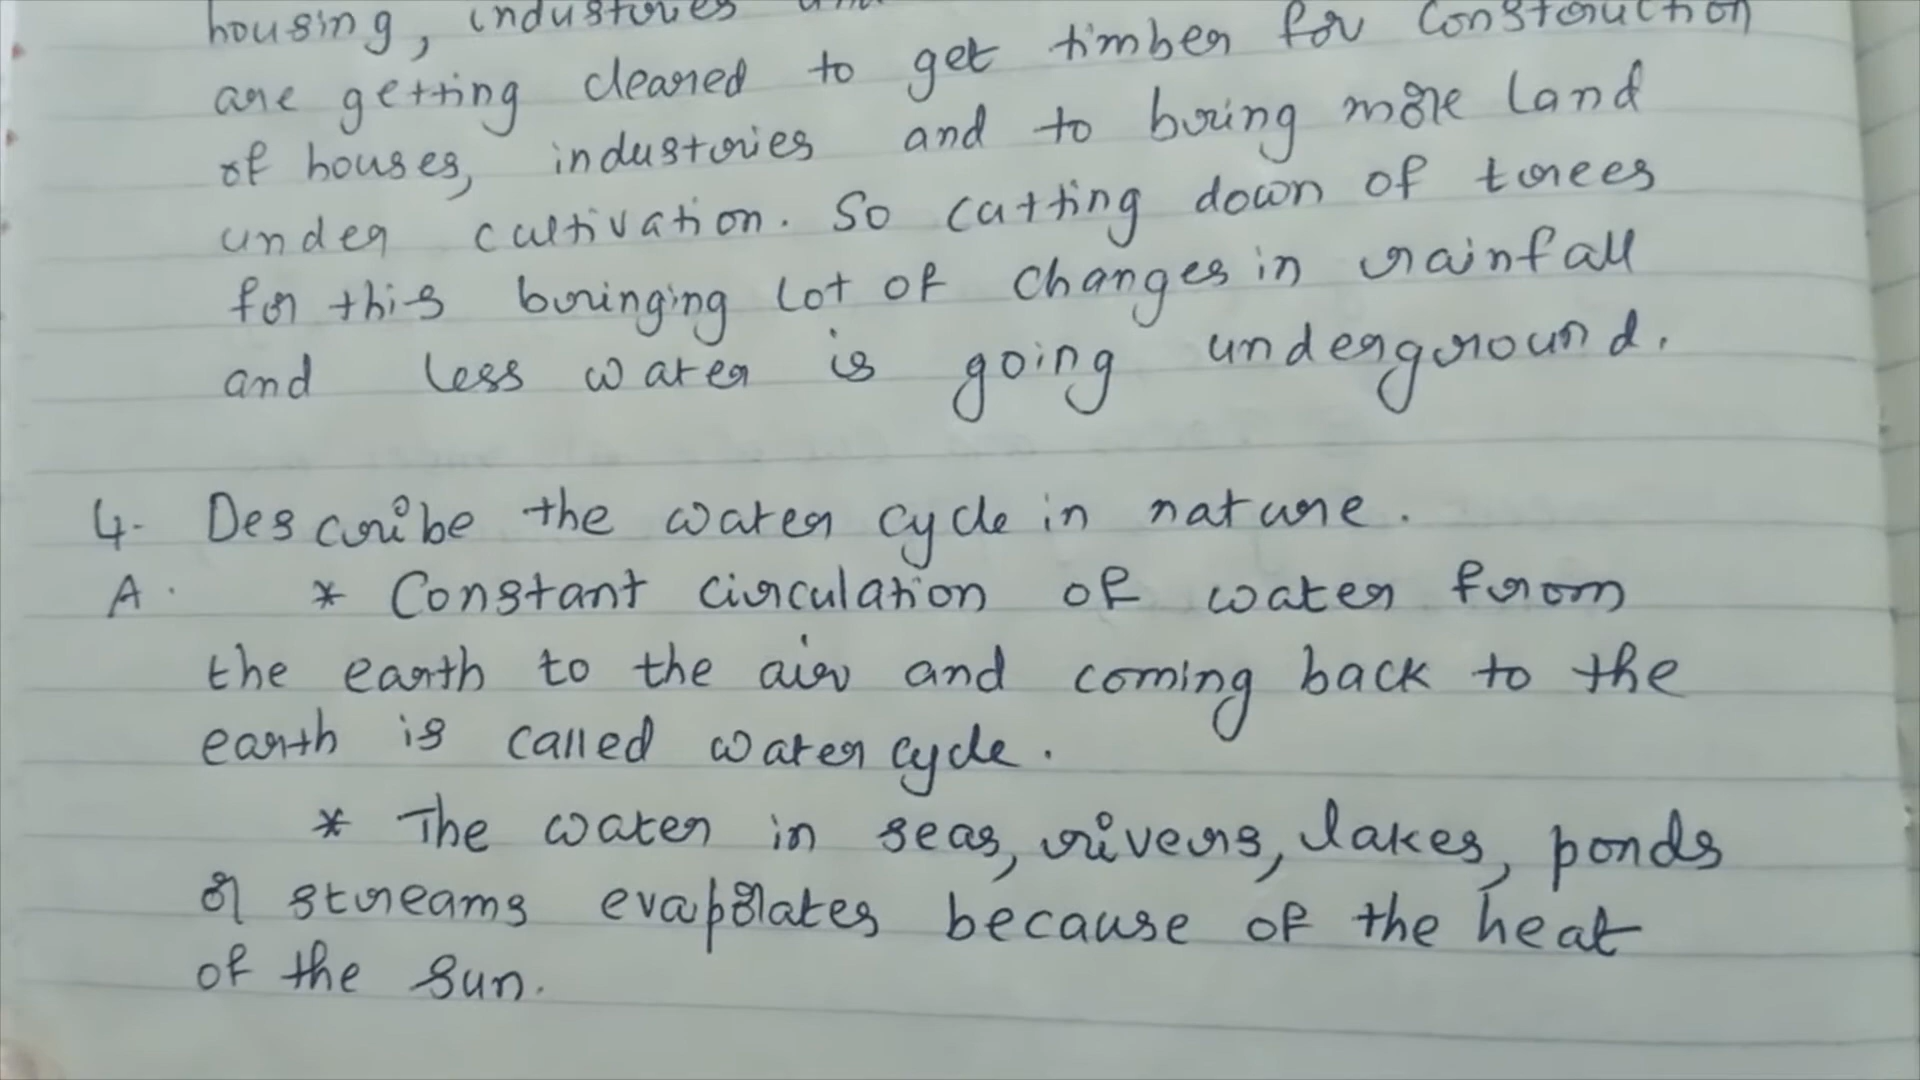 housing, industries
are getting cleared to get timber for construction
of houses, industries and to bring more land
under cultivation. So cutting down of trees
for this bringing lot of changes in rainfall
and less water is going underground.
4. Describe the water cycle in nature.
A. * Constant circulation of water from
the earth to the air and coming back to the
earth is called water cycle.
* The water in seas, rivers, lakes, ponds
or streams evaporates because of the heat
of the sun.